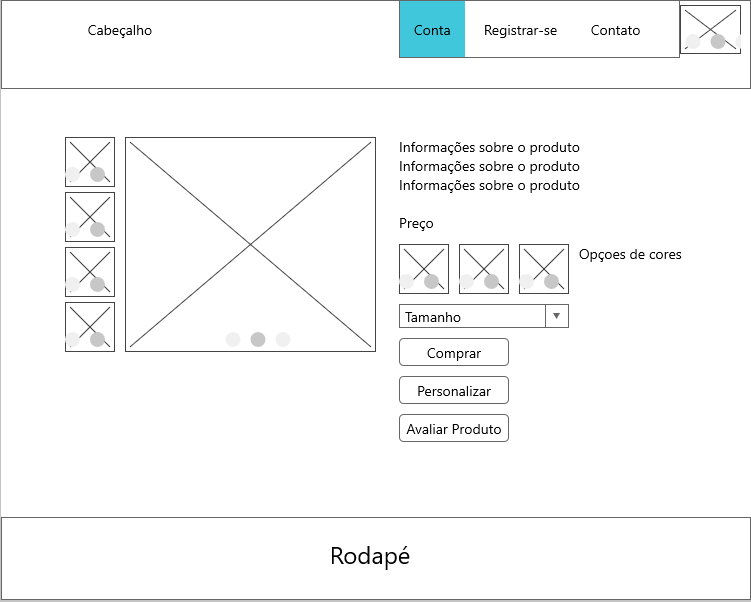 Cabeçalho
Conta
Registrar-se
Contato
Informações sobre o produto
Informações sobre o produto
Informações sobre o produto
Preço
Opçoes de cores
Tamanho
Comprar
Personalizar
Avaliar Produto
Rodapé